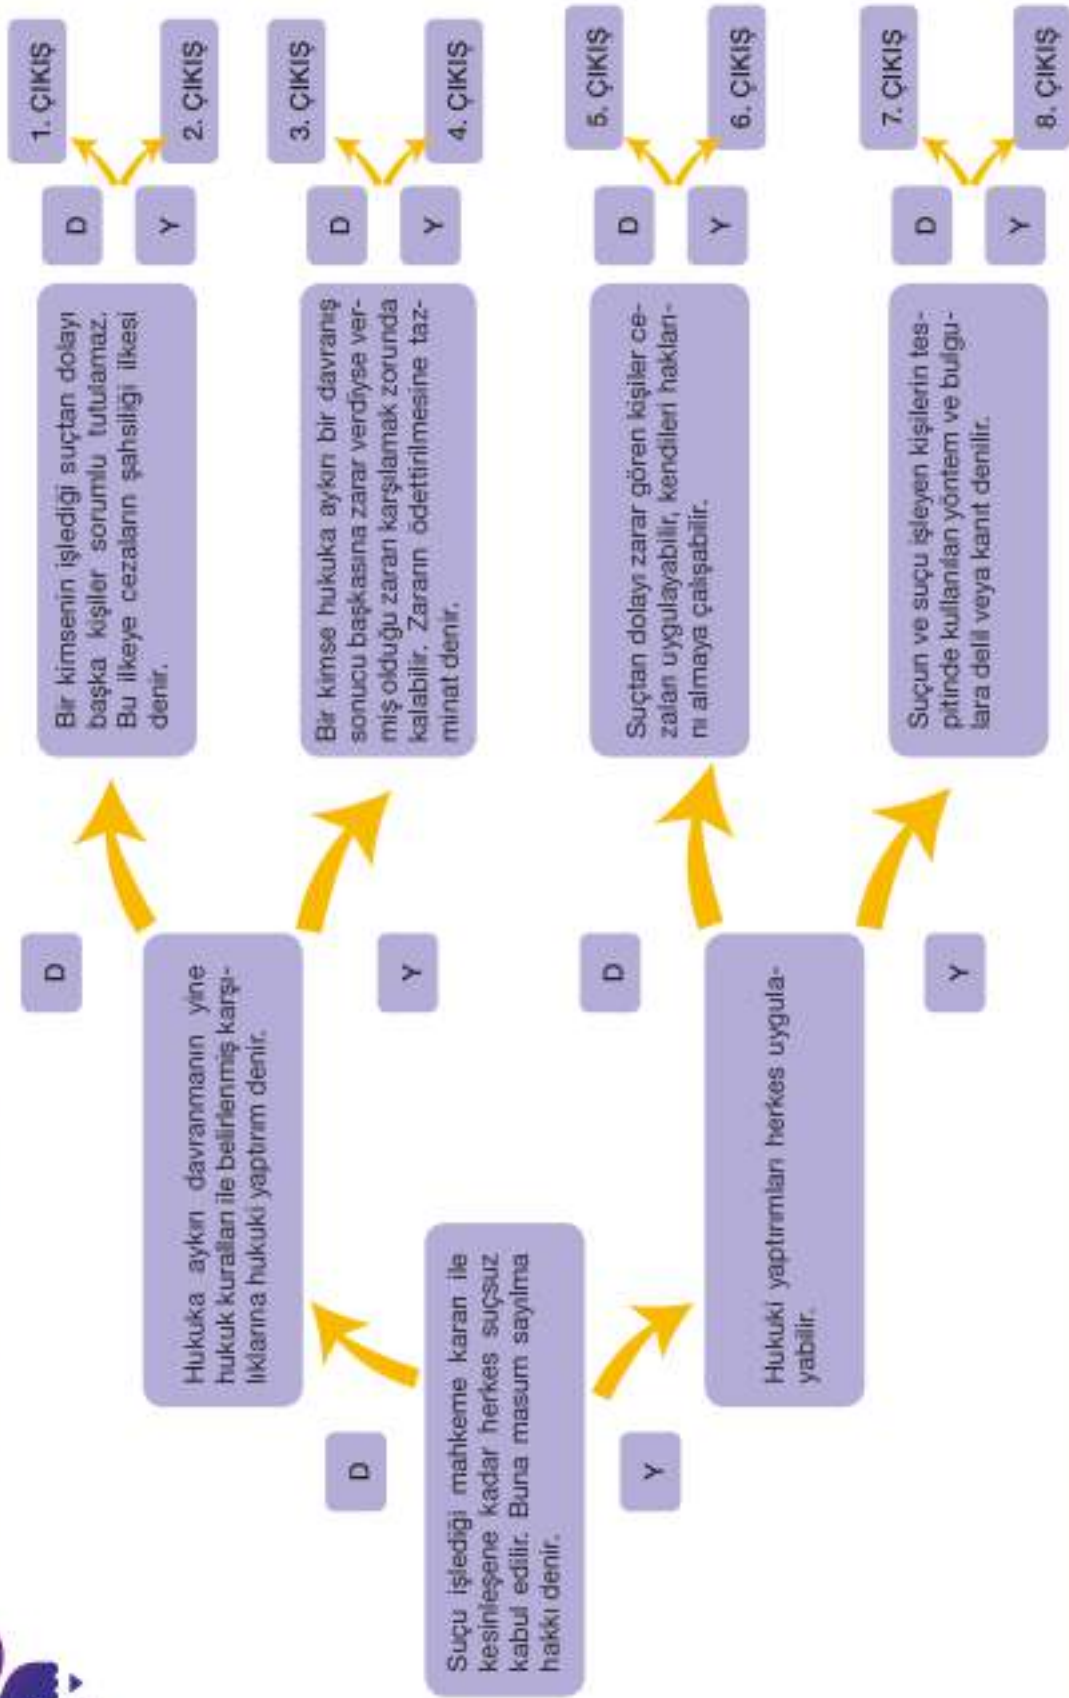 Suçu işlediği mahkeme kararı ile
kesinleşene kadar herkes suçsuz
kabul edilir. Buna masum sayılma
hakkı denir.
D
Y
Hukuka aykırı davranmanın yine
hukuk kuralları ile belirlenmiş karşı-
lıklarına hukuki yaptırım denir.
D
Y
Hukuki yaptırımları herkes uygula-
yabilir.
D
Y
Bir kimsenin işlediği suçtan dolayı
başka kişiler sorumlu tutulamaz.
Bu ilkeye cezaların şahsiliği ilkesi
denir.
D
Y
1. ÇIKIŞ
2. ÇIKIŞ
Bir kimse hukuka aykırı bir davranış
sonucu başkasına zarar verdiyse ver-
miş olduğu zararı karşılamak zorunda
kalabilir. Zararın ödettirilmesine taz-
minat denir.
D
Y
3. ÇIKIŞ
4. ÇIKIŞ
Suçtan dolayı zarar gören kişiler ce-
zaları uygulayabilir, kendileri hakları-
nı almaya çalışabilir.
D
Y
5. ÇIKIŞ
6. ÇIKIŞ
Suçun ve suçu işleyen kişilerin tes-
pitinde kullanılan yöntem ve bulgu-
lara delil veya kanıt denilir.
D
Y
7. ÇIKIŞ
8. ÇIKIŞ